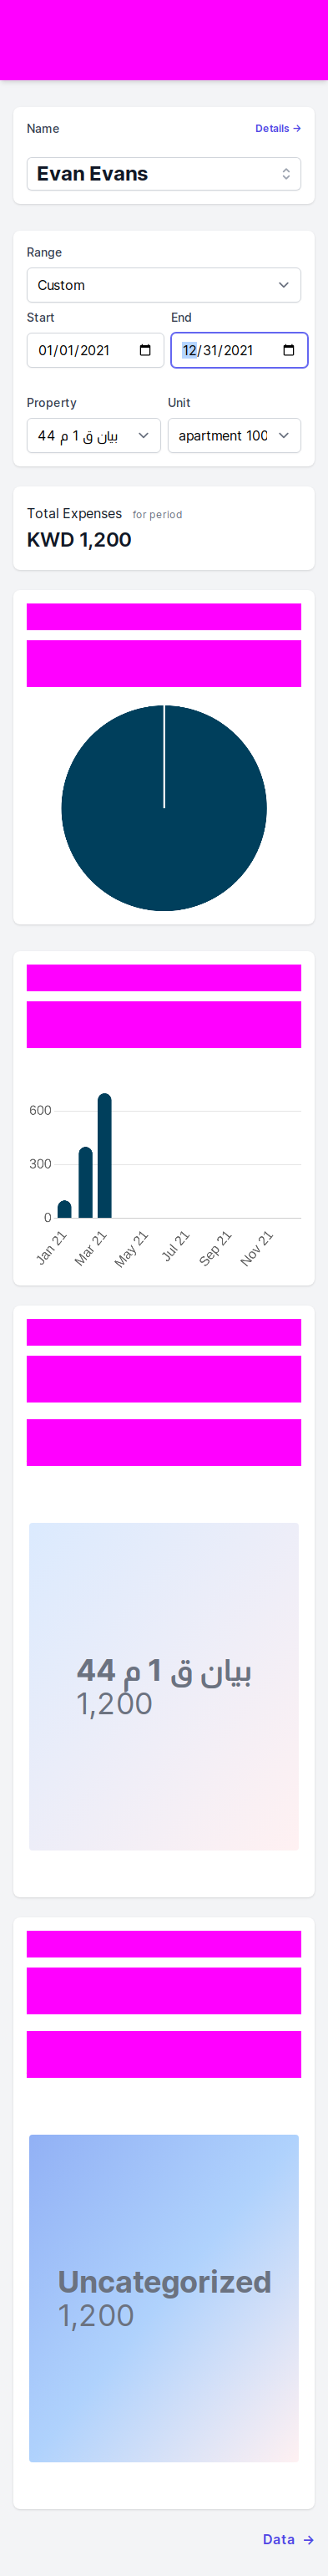 Name
Details →
Evan Evans
Range
Custom
Start
End
01/01/2021
12/31/2021
Property
Unit
بيان ق 1 م 44
apartment 100
Total Expenses for period
KWD 1,200
600
300
0
Jan 21
Mar 21
May 21
Jul 21
Sep 21
Nov 21
بيان ق 1 م 44
1,200
Uncategorized
1,200
Data →